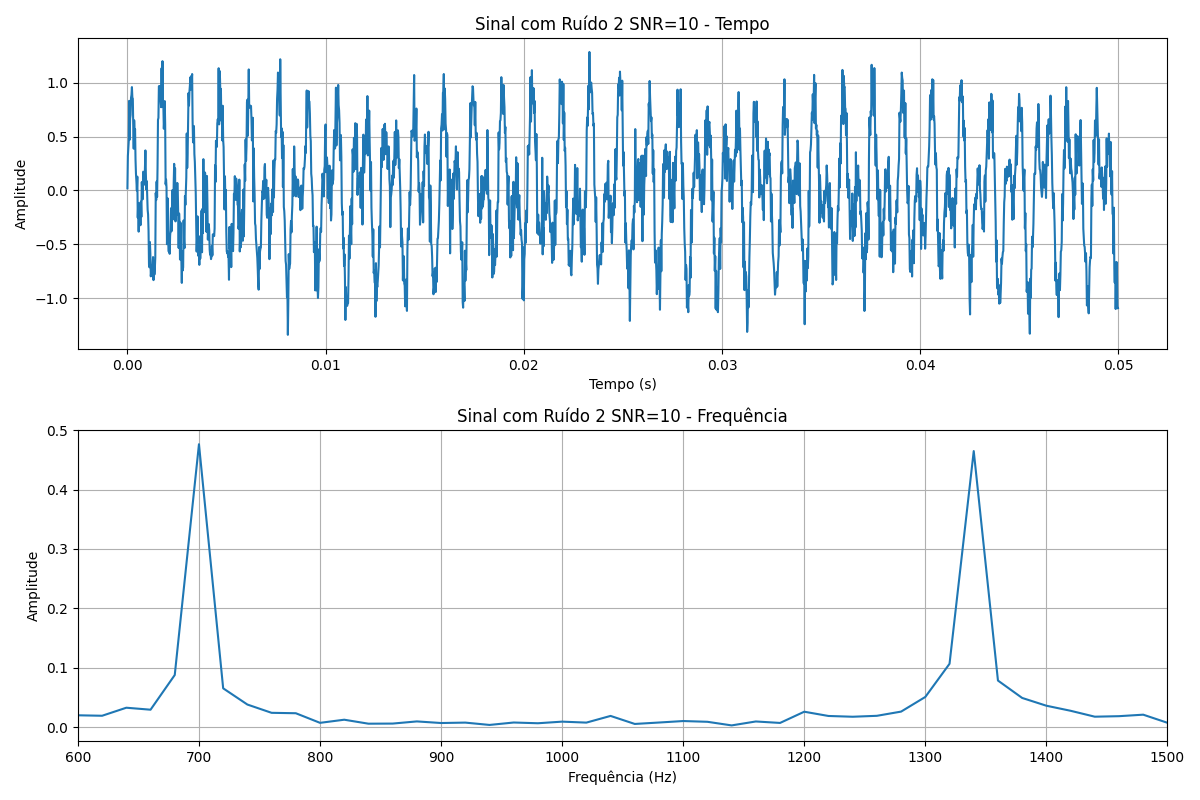 Sinal com Ruído 2 SNR=10 - Tempo
1.0
0.5
0.0
−0.5
−1.0
Amplitude
0.00 0.01 0.02 0.03 0.04 0.05
Tempo (s)
Sinal com Ruído 2 SNR=10 - Frequência
0.5
0.4
0.3
0.2
0.1
0.0
Amplitude
600 700 800 900 1000 1100 1200 1300 1400 1500
Frequência (Hz)